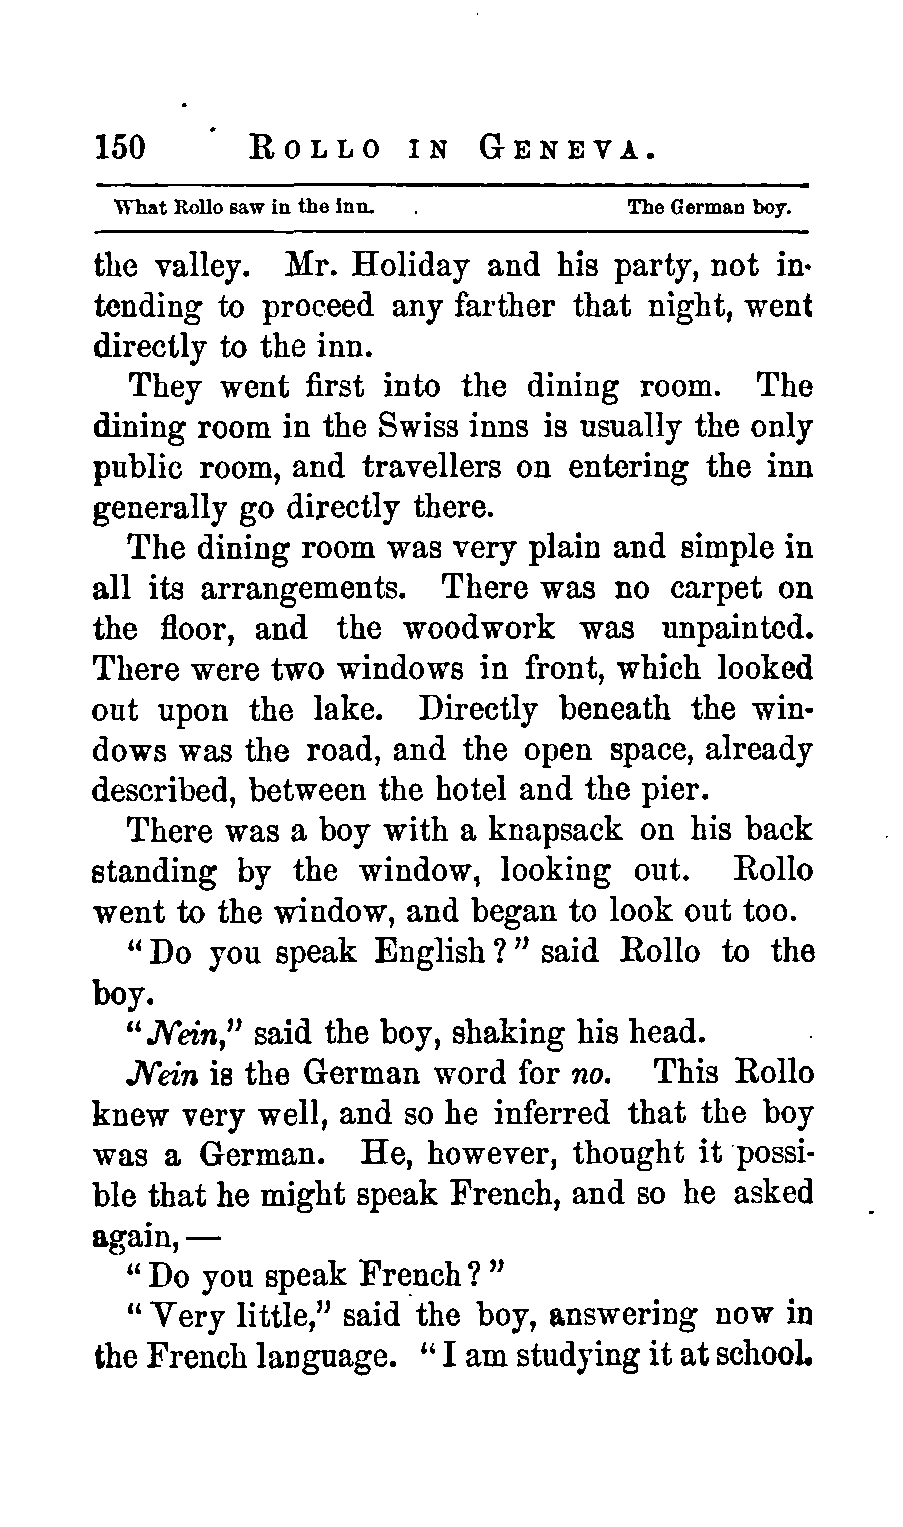 150 ROLLO IN GENEVA.
What Rollo saw in the inn. The German boy.
the valley. Mr. Holiday and his party, not in-
tending to proceed any farther that night, went
directly to the inn.
They went first into the dining room. The
dining room in the Swiss inns is usually the only
public room, and travellers on entering the inn
generally go directly there.
The dining room was very plain and simple in
all its arrangements. There was no carpet on
the floor, and the woodwork was unpainted.
There were two windows in front, which looked
out upon the lake. Directly beneath the win-
dows was the road, and the open space, already
described, between the hotel and the pier.
There was a boy with a knapsack on his back
standing by the window, looking out. Rollo
went to the window, and began to look out too.
"Do you speak English?" said Rollo to the
boy.
"Nein," said the boy, shaking his head.
Nein is the German word for no. This Rollo
knew very well, and so he inferred that the boy
was a German. He, however, thought it possi-
ble that he might speak French, and so he asked
again,—
"Do you speak French?"
"Very little," said the boy, answering now in
the French language. "I am studying it at school.